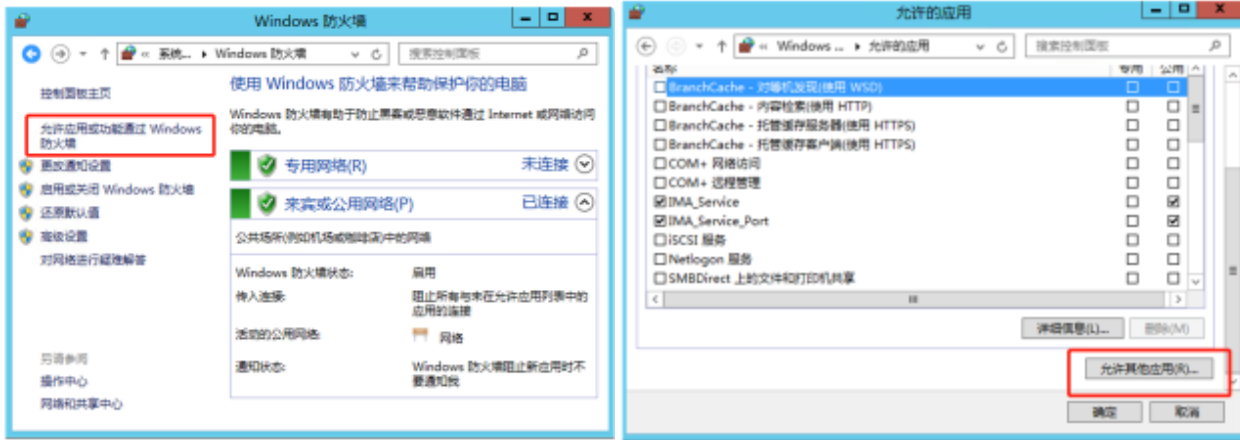 Windows 防火墙
系统... ▸ Windows 防火墙
搜索控制面板
控制面板主页
允许应用或功能通过 Windows
防火墙
更改通知设置
启用或关闭 Windows 防火墙
还原默认值
高级设置
对网络进行疑难解答
另请参阅
操作中心
网络和共享中心
使用 Windows 防火墙来帮助保护你的电脑
Windows 防火墙有助于防止黑客或恶意软件通过 Internet 或网络访问
你的电脑。
专用网络(R) 未连接
来宾或公用网络(P) 已连接
公共场所(例如机场或咖啡店)中的网络
Windows 防火墙状态: 启用
传入连接: 阻止所有与未在允许应用列表中的
应用的连接
活动的公用网络: 网络
通知状态: Windows 防火墙阻止新应用时不
要通知我
允许的应用
« Windows ... ▸ 允许的应用
搜索控制面板
名称 专用 公用
BranchCache - 对等机发现(使用 WSD)
BranchCache - 内容检索(使用 HTTP)
BranchCache - 托管缓存服务器(使用 HTTPS)
BranchCache - 托管缓存客户端(使用 HTTPS)
COM+ 网络访问
COM+ 远程管理
IMA_Service
IMA_Service_Port
iSCSI 服务
Netlogon 服务
SMBDirect 上的文件和打印机共享
详细信息(L)... 删除(M)
允许其他应用(R)...
确定 取消